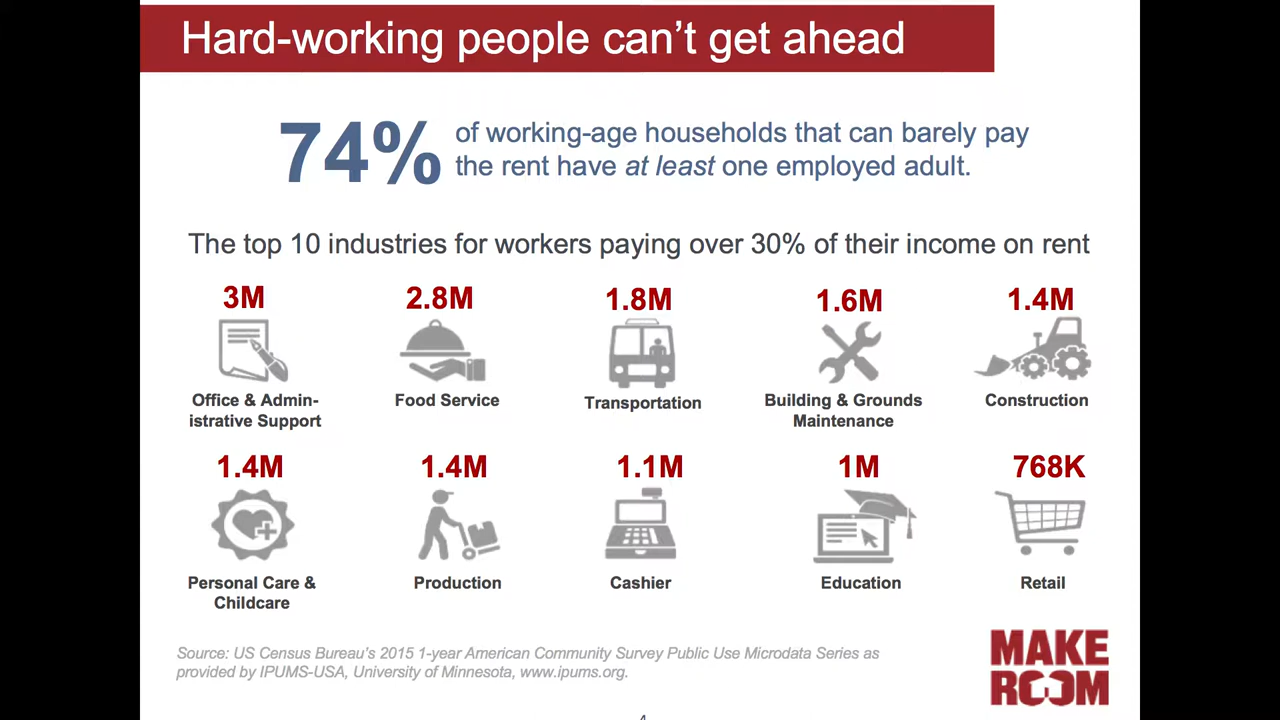 Hard-working people can't get ahead
74%
of working-age households that can barely pay
the rent have at least one employed adult.
The top 10 industries for workers paying over 30% of their income on rent
3M
2.8M
1.8M
1.6M
1.4M
Office & Admin-
istrative Support
Food Service
Transportation
Building & Grounds
Maintenance
Construction
1.4M
1.4M
1.1M
1M
768K
Personal Care &
Childcare
Production
Cashier
Education
Retail
Source: US Census Bureau's 2015 1-year American Community Survey Public Use Microdata Series as
provided by IPUMS-USA, University of Minnesota, www.ipums.org.
MAKE
ROOM